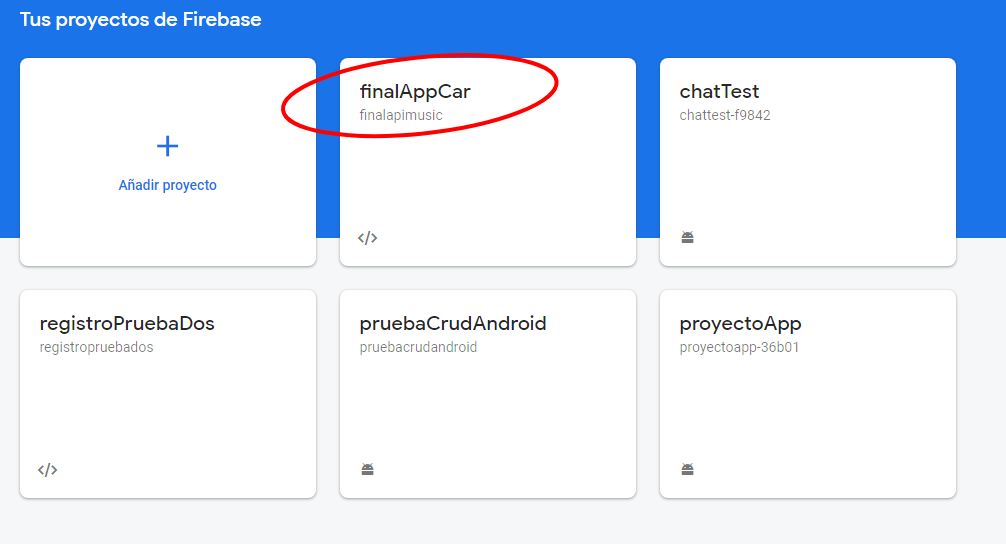 Tus proyectos de Firebase
Añadir proyecto
finalAppCar
finalapimusic
chatTest
chattest-f9842
registroPruebaDos
registropruebados
pruebaCrudAndroid
pruebacrudandroid
proyectoApp
proyectoapp-36b01